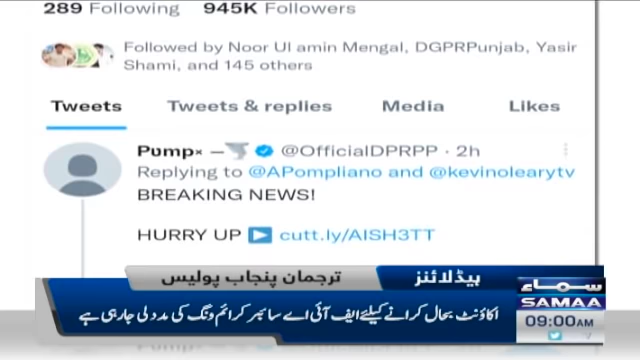 289 Following 945K Followers
Followed by Noor Ul amin Mengal, DGPRPunjab, Yasir
Shami, and 145 others
Tweets Tweets & replies Media Likes
Pump× — @OfficialDPRPP · 2h
Replying to @APompliano and @kevinolearytv
BREAKING NEWS!
HURRY UP ▶ cutt.ly/AISH3TT
ہیڈلائنز
ترجمان پنجاب پولیس
اکاؤنٹ بحال کرانے کیلئے ایف آئی اے سائبر کرائم ونگ کی مدد لی جارہی ہے
سماء
SAMAA
09:00AM